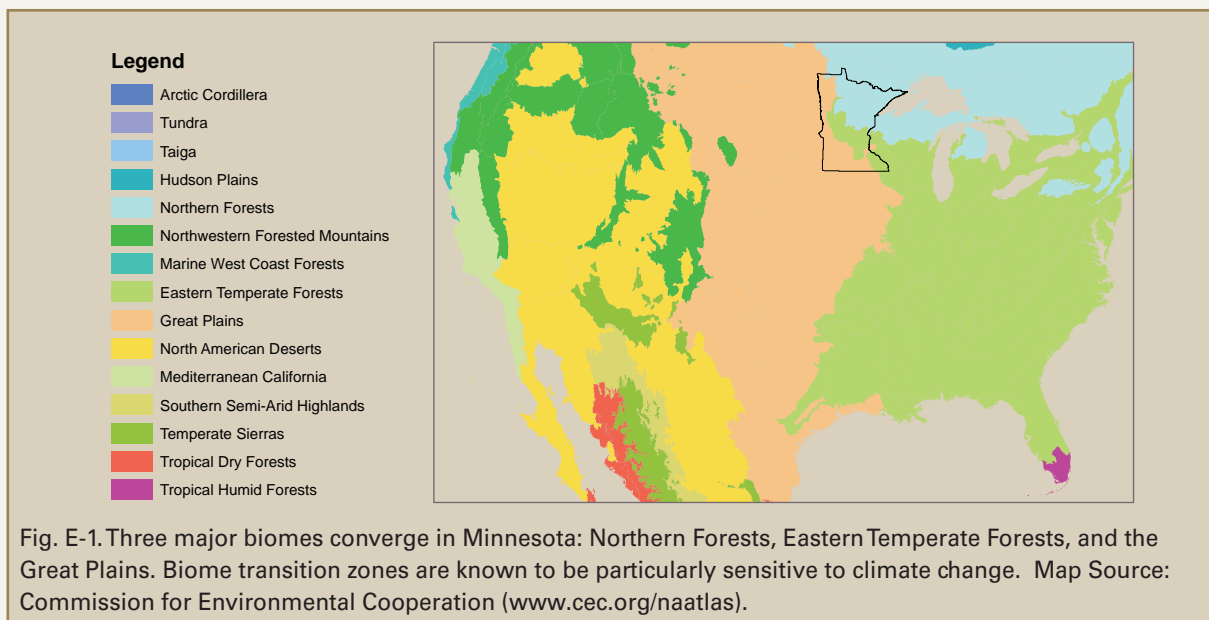 Legend
Arctic Cordillera
Tundra
Taiga
Hudson Plains
Northern Forests
Northwestern Forested Mountains
Marine West Coast Forests
Eastern Temperate Forests
Great Plains
North American Deserts
Mediterranean California
Southern Semi-Arid Highlands
Temperate Sierras
Tropical Dry Forests
Tropical Humid Forests
Fig. E-1. Three major biomes converge in Minnesota: Northern Forests, Eastern Temperate Forests, and the
Great Plains. Biome transition zones are known to be particularly sensitive to climate change.  Map Source:
Commission for Environmental Cooperation (www.cec.org/naatlas).